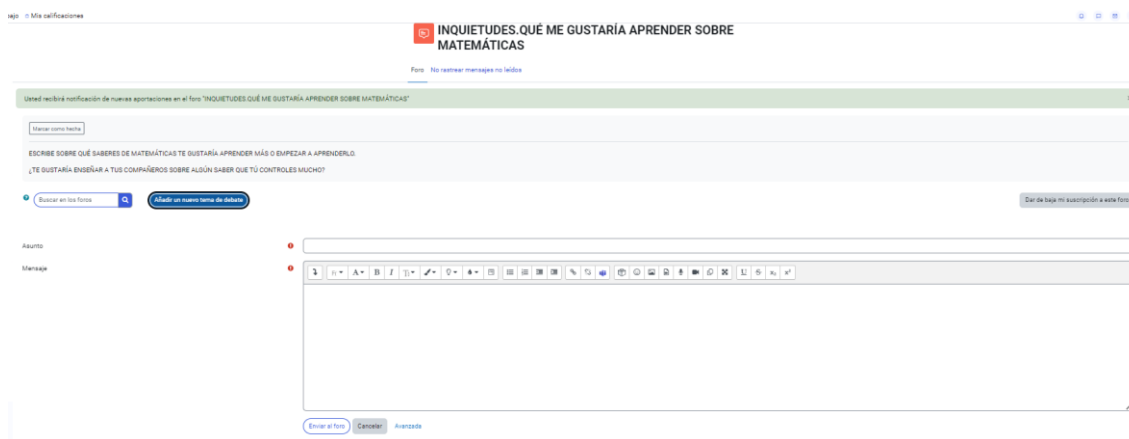 Mis calificaciones
INQUIETUDES.QUÉ ME GUSTARÍA APRENDER SOBRE
MATEMÁTICAS
Foro No rastrear mensajes no leídos
Usted recibirá notificación de nuevas aportaciones en el foro "INQUIETUDES.QUÉ ME GUSTARÍA APRENDER SOBRE MATEMÁTICAS"
Marcar como hecha
ESCRIBE SOBRE QUÉ SABERES DE MATEMÁTICAS TE GUSTARÍA APRENDER MÁS O EMPEZAR A APRENDERLO.
¿TE GUSTARÍA ENSEÑAR A TUS COMPAÑEROS SOBRE ALGÚN SABER QUE TÚ CONTROLES MUCHO?
Buscar en los foros Añadir un nuevo tema de debate Dar de baja mi suscripción a este foro
Asunto
Mensaje
Enviar al foro Cancelar Avanzada